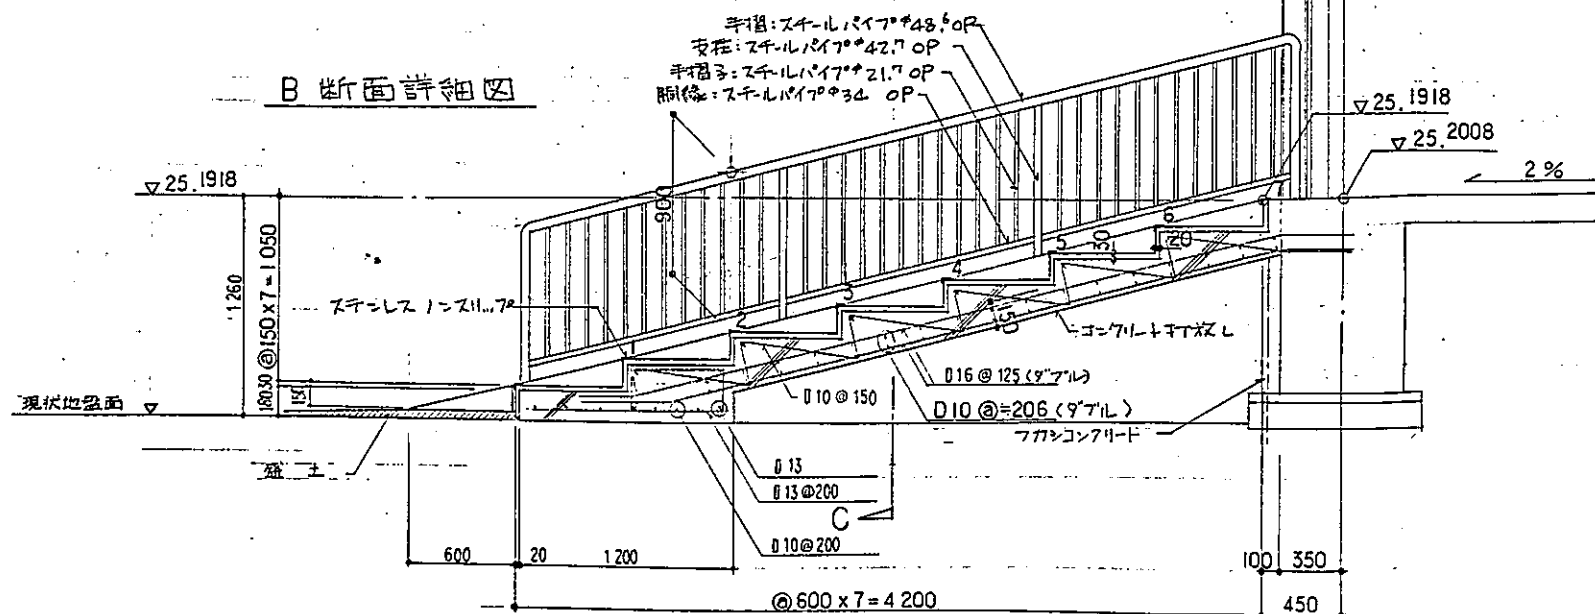 手摺：スチールパイプφ48.6 OP
支柱：スチールパイプφ42.7 OP
手摺子：スチールパイプφ21.7 OP
胴縁：スチールパイプφ34 OP
B 断面詳細図
▽25.1918
▽25.2008
2%
▽25.1918
900
6
5
30
20
4
3
2
50
1260
@150x7=1050
180
30
150
ステンレス ノンスリップ
コンクリート打放し
D16@125(ダブル)
D10@150
D10@≒206(ダブル)
フカシコンクリート
現状地盤面 ▽
盛土
D13
D13@200
C
D10@200
600
20
1200
100
350
@600x7=4200
450